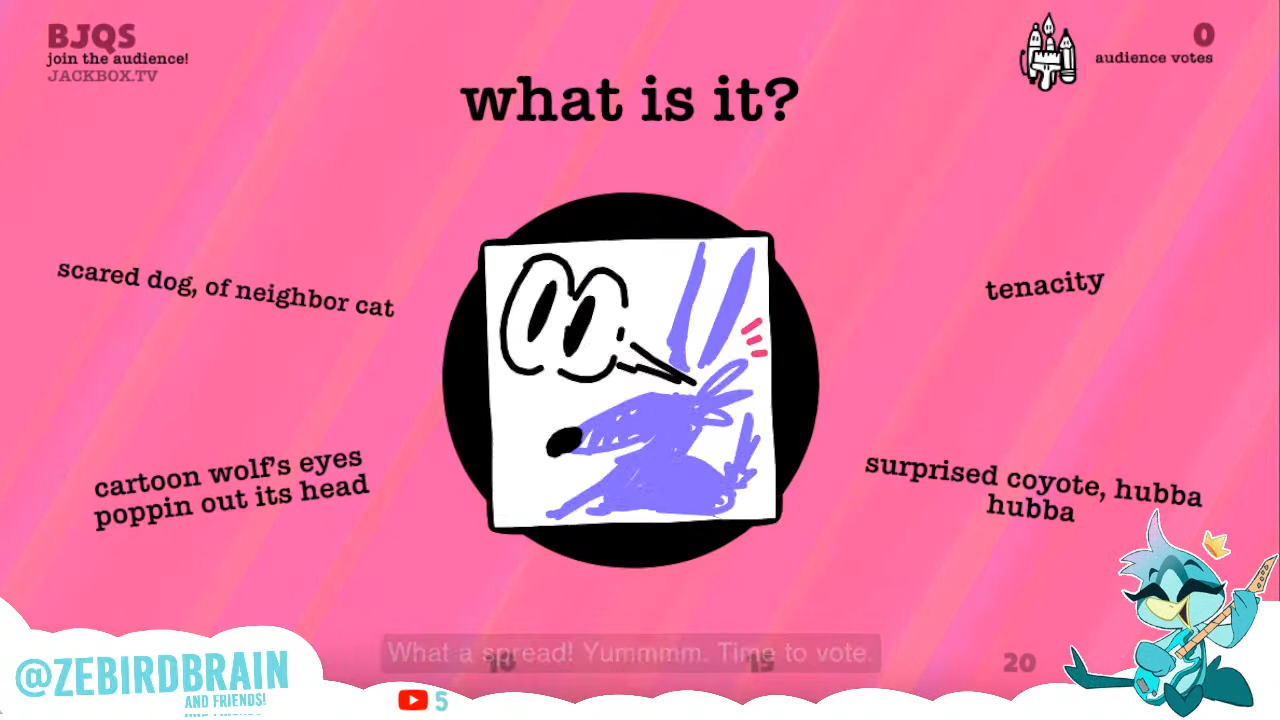 BJQS
join the audience!
JACKBOX.TV
0
audience votes
what is it?
scared dog, of neighbor cat
tenacity
cartoon wolf's eyes
poppin out its head
surprised coyote, hubba
hubba
What a spread! Yummmm. Time to vote.
10
15
20
@ZEBIRDBRAIN
AND FRIENDS!
5